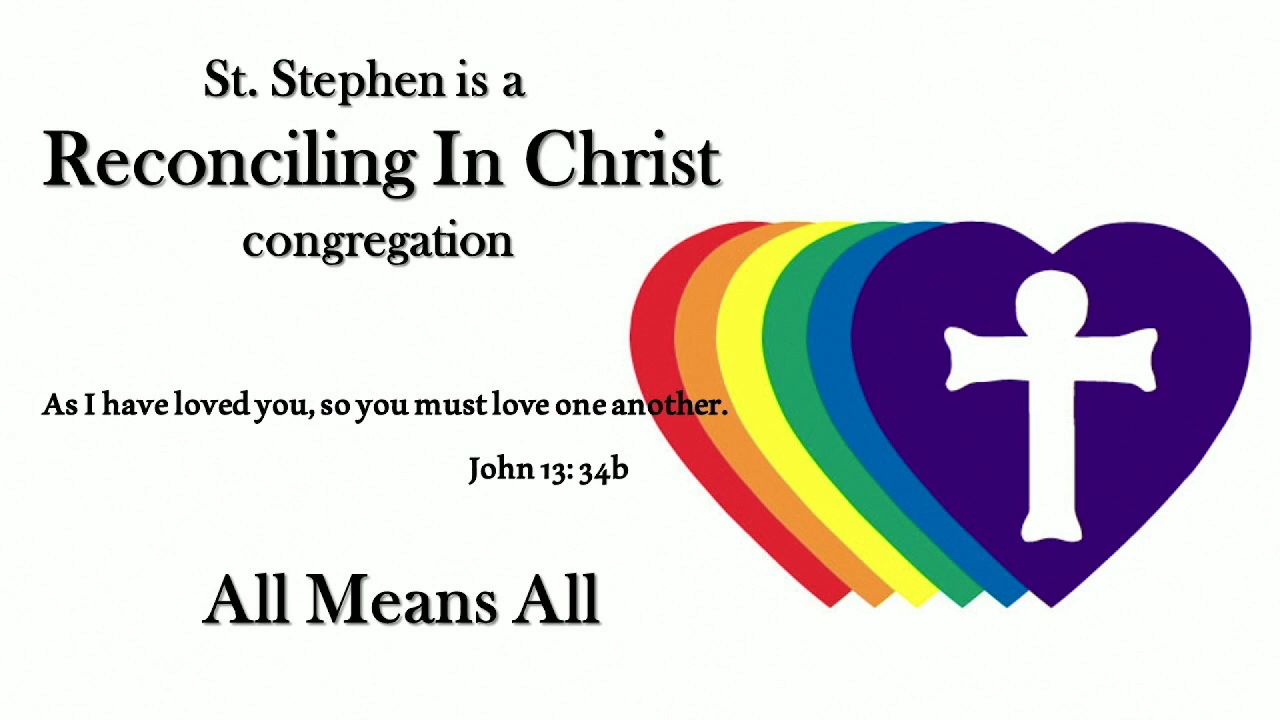 St. Stephen is a
Reconciling In Christ
congregation
As I have loved you, so you must love one another.
John 13: 34b
All Means All